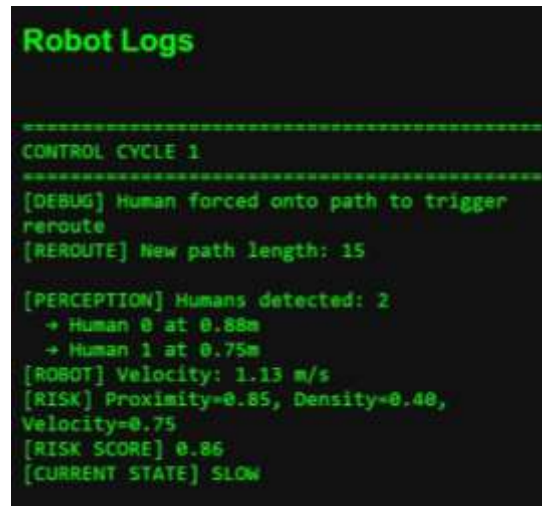 Robot Logs
==========================================
CONTROL CYCLE 1
==========================================
[DEBUG] Human forced onto path to trigger
reroute
[REROUTE] New path length: 15
[PERCEPTION] Humans detected: 2
→ Human 0 at 0.88m
→ Human 1 at 0.75m
[ROBOT] Velocity: 1.13 m/s
[RISK] Proximity=0.85, Density=0.40,
Velocity=0.75
[RISK SCORE] 0.86
[CURRENT STATE] SLOW